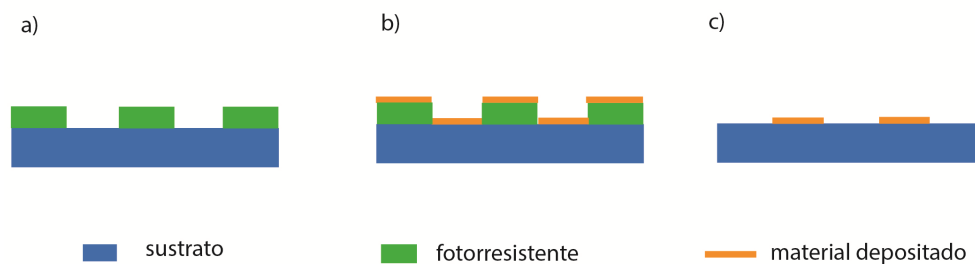 a)
b)
c)
sustrato
fotorresistente
material depositado